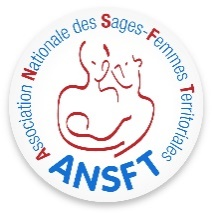 Association Nationale des Sages-Femmes Territoriales
ANSFT